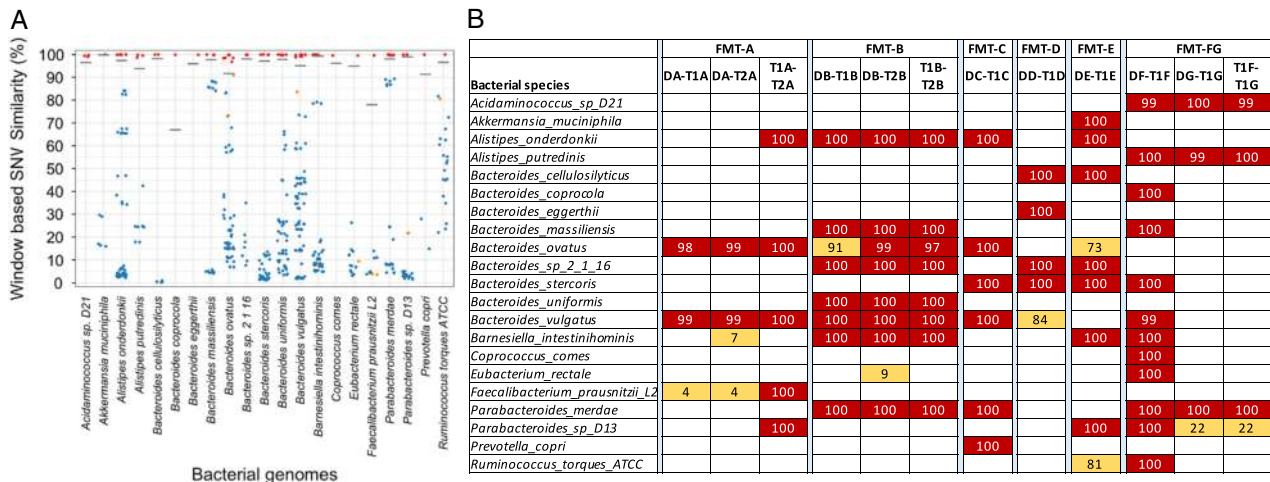 A
Window based SNV Similarity (%)
100
90
80
70
60
50
40
30
20
10
0
Acidaminococcus sp. D21
Akkermansia muciniphila
Alistipes onderdonkii
Alistipes putredinis
Bacteroides cellulosilyticus
Bacteroides coprocola
Bacteroides eggerthii
Bacteroides massiliensis
Bacteroides ovatus
Bacteroides sp. 2 1 16
Bacteroides stercoris
Bacteroides uniformis
Bacteroides vulgatus
Barnesiella intestinihominis
Coprococcus comes
Eubacterium rectale
Faecalibacterium prausnitzii L2
Parabacteroides merdae
Parabacteroides sp. D13
Prevotella copri
Ruminococcus torques ATCC
Bacterial genomes
B
FMT-A FMT-B FMT-C FMT-D FMT-E FMT-FG
Bacterial species DA-T1A DA-T2A T1A-T2A DB-T1B DB-T2B T1B-T2B DC-T1C DD-T1D DE-T1E DF-T1F DG-T1G T1F-T1G
Acidaminococcus_sp_D21 99 100 99
Akkermansia_muciniphila 100
Alistipes_onderdonkii 100 100 100 100 100 100
Alistipes_putredinis 100 99 100
Bacteroides_cellulosilyticus 100 100
Bacteroides_coprocola 100
Bacteroides_eggerthii 100
Bacteroides_massiliensis 100 100 100 100
Bacteroides_ovatus 98 99 100 91 99 97 100 73
Bacteroides_sp_2_1_16 100 100 100 100 100
Bacteroides_stercoris 100 100 100 100
Bacteroides_uniformis 100 100 100
Bacteroides_vulgatus 99 99 100 100 100 100 100 84 99
Barnesiella_intestinihominis 7 100 100 100 100 100
Coprococcus_comes 100
Eubacterium_rectale 9 100
Faecalibacterium_prausnitzii_L2 4 4 100
Parabacteroides_merdae 100 100 100 100 100 100 100
Parabacteroides_sp_D13 100 100 100 22 22
Prevotella_copri 100
Ruminococcus_torques_ATCC 81 100